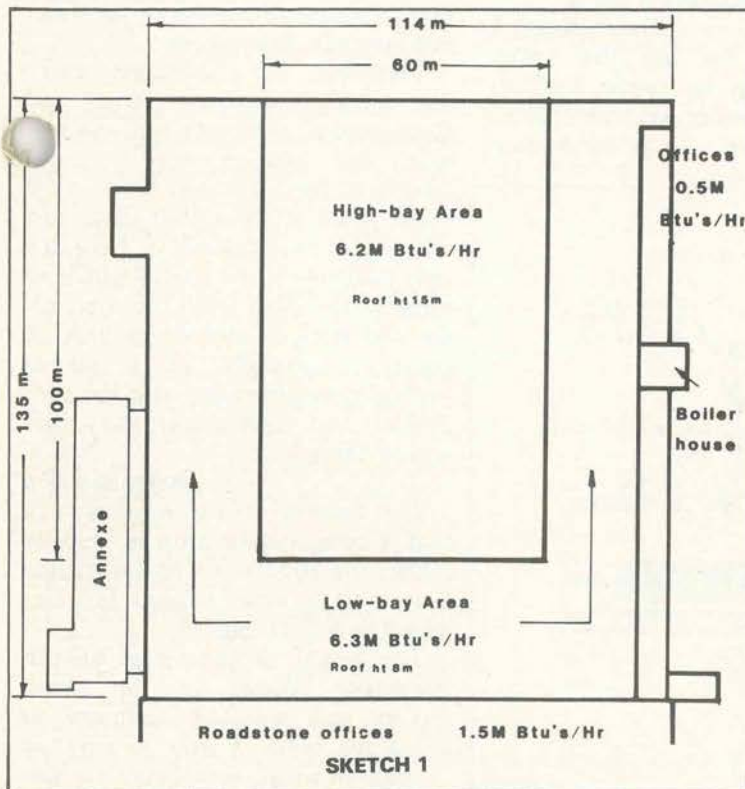 114 m
60 m
135 m
100 m
Offices
0.5M
Btu's/Hr
High-bay Area
6.2M Btu's/Hr
Roof ht 15m
Boiler
house
Annexe
Low-bay Area
6.3M Btu's/Hr
Roof ht 8m
Roadstone offices 1.5M Btu's/Hr
SKETCH 1